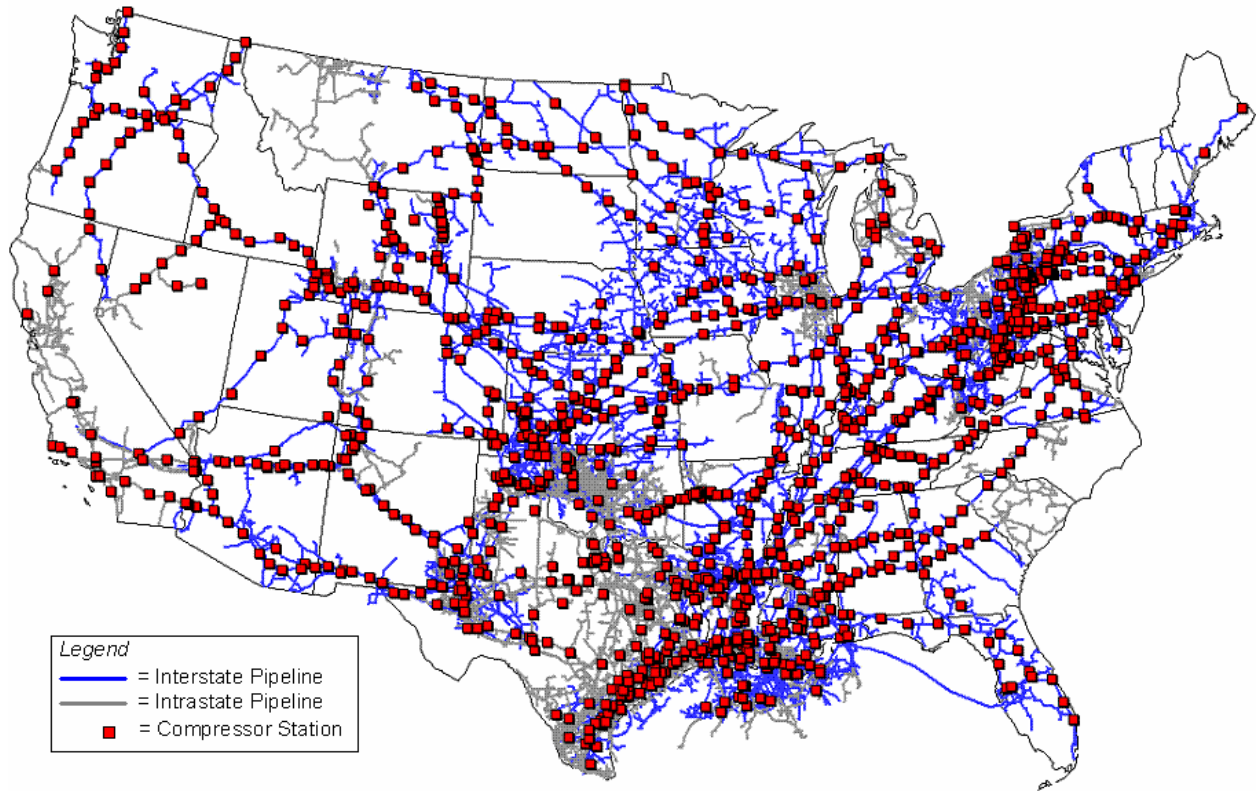 Legend
= Interstate Pipeline
= Intrastate Pipeline
= Compressor Station